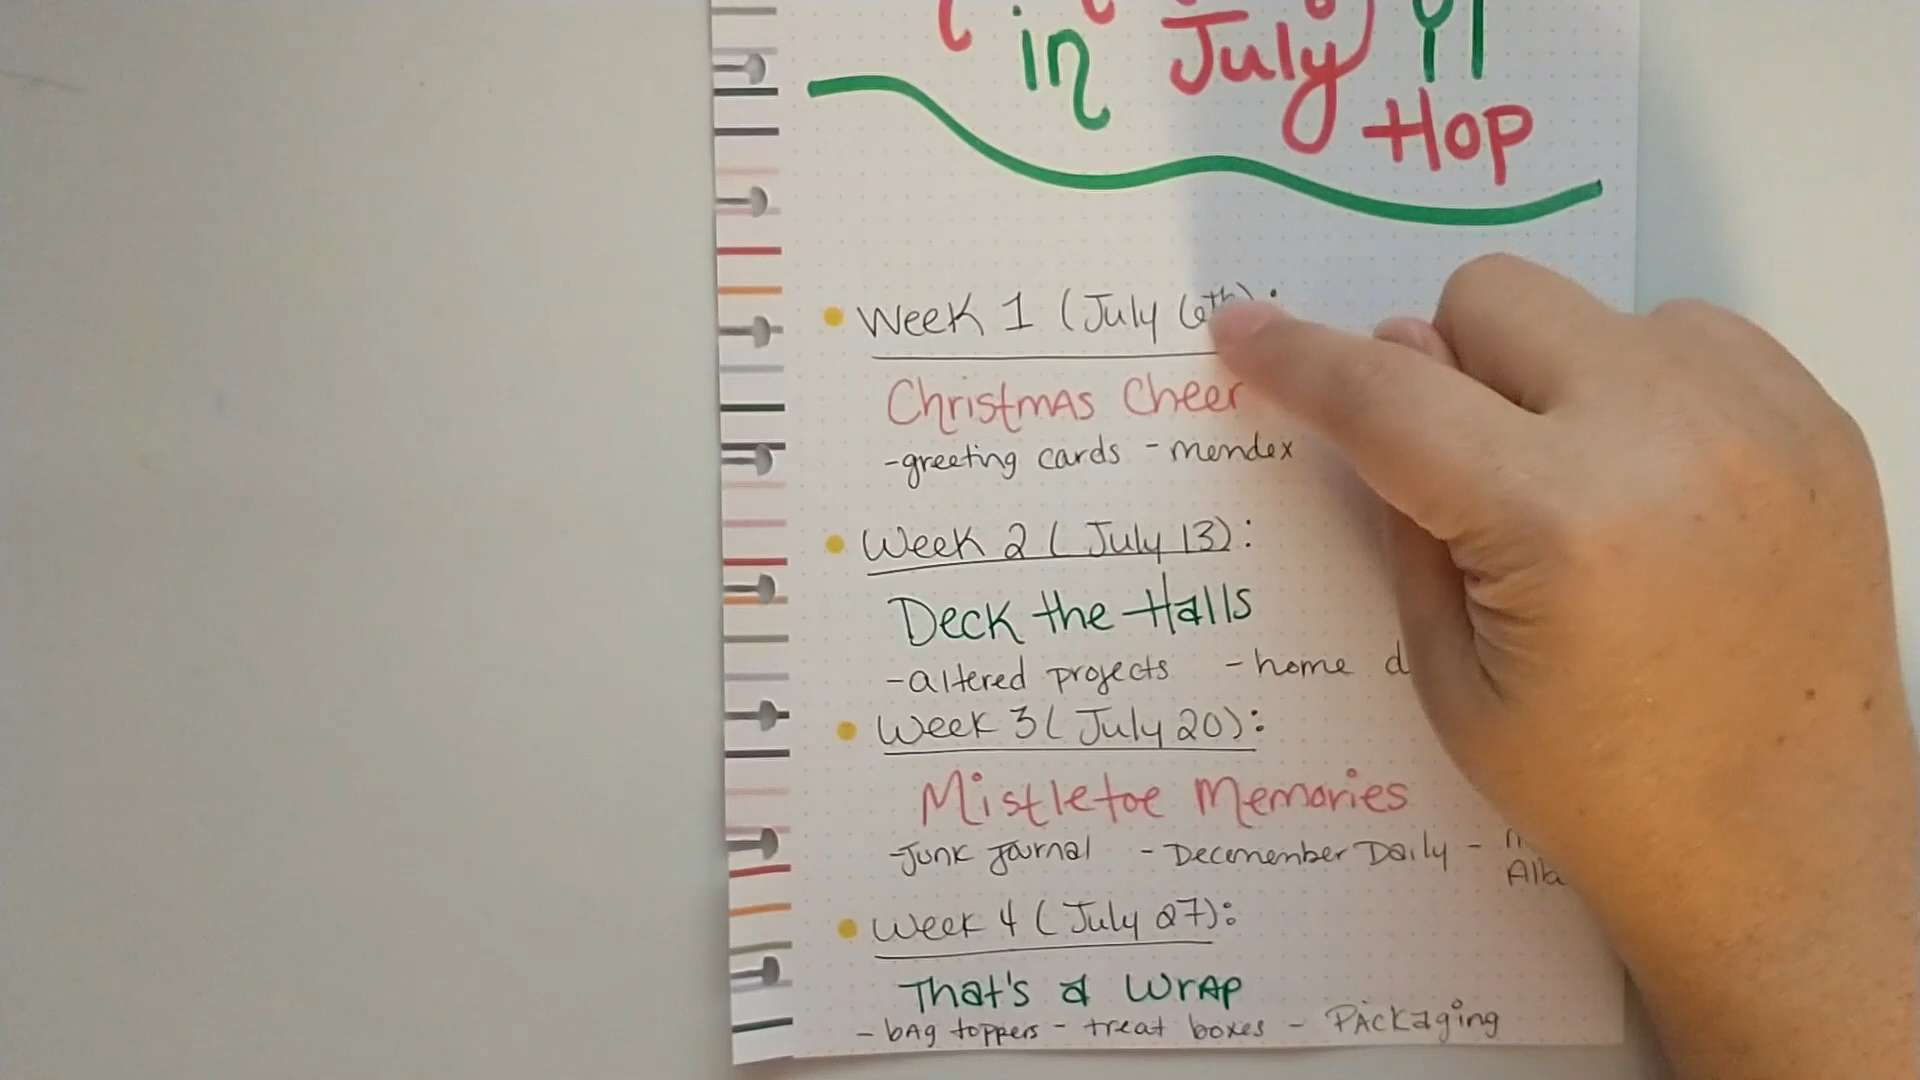 in July
Hop
Week 1 (July 6th):
Christmas Cheer
-greeting cards - mendex
Week 2 (July 13):
Deck the Halls
-altered projects - home
Week 3 (July 20):
Mistletoe Memories
-Junk Journal - Decemember Daily -
Week 4 (July 27):
That's a Wrap
- bag toppers - treat boxes - Packaging